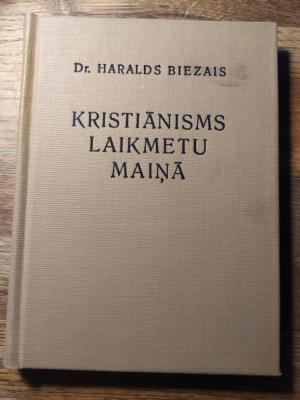 Dr. HARALDS BIEZAIS
KRISTIĀNISMS
LAIKMETU
MAIŅĀ